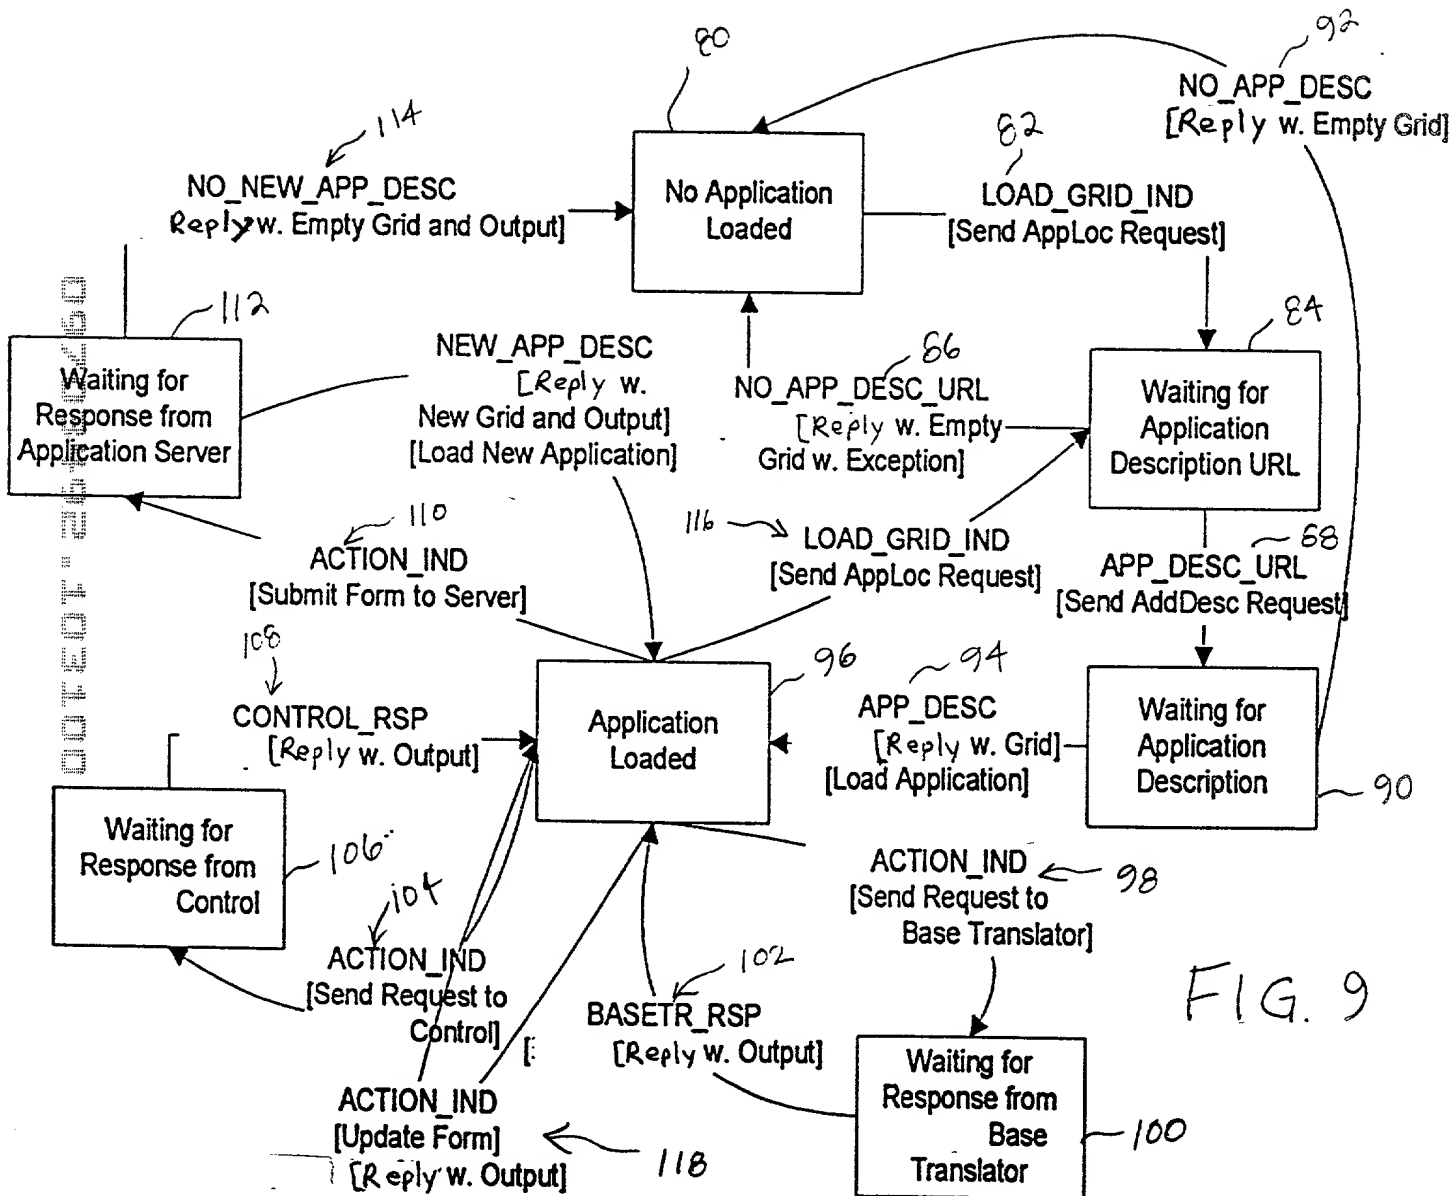 80
92
NO_APP_DESC
[Reply w. Empty Grid]
114
NO_NEW_APP_DESC
Reply w. Empty Grid and Output]
No Application
Loaded
82
LOAD_GRID_IND
[Send AppLoc Request]
112
Waiting for
Response from
Application Server
NEW_APP_DESC
[Reply w.
New Grid and Output]
[Load New Application]
86
NO_APP_DESC_URL
[Reply w. Empty
Grid w. Exception]
84
Waiting for
Application
Description URL
110
ACTION_IND
[Submit Form to Server]
116
LOAD_GRID_IND
[Send AppLoc Request]
88
APP_DESC_URL
[Send AddDesc Request]
108
CONTROL_RSP
[Reply w. Output]
96
Application
Loaded
94
APP_DESC
[Reply w. Grid]
[Load Application]
Waiting for
Application
Description
90
Waiting for
Response from
Control
106
104
ACTION_IND
[Send Request to
Control]
[
ACTION_IND
[Send Request to
Base Translator]
98
102
BASETR_RSP
[Reply w. Output]
FIG. 9
Waiting for
Response from
Base
Translator
100
ACTION_IND
[Update Form]
[Reply w. Output]
118